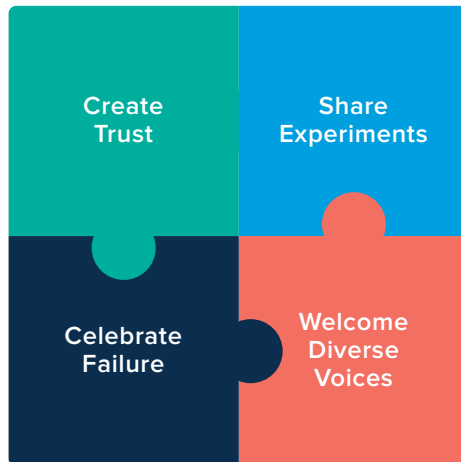 Create
Trust
Share
Experiments
Celebrate
Failure
Welcome
Diverse
Voices